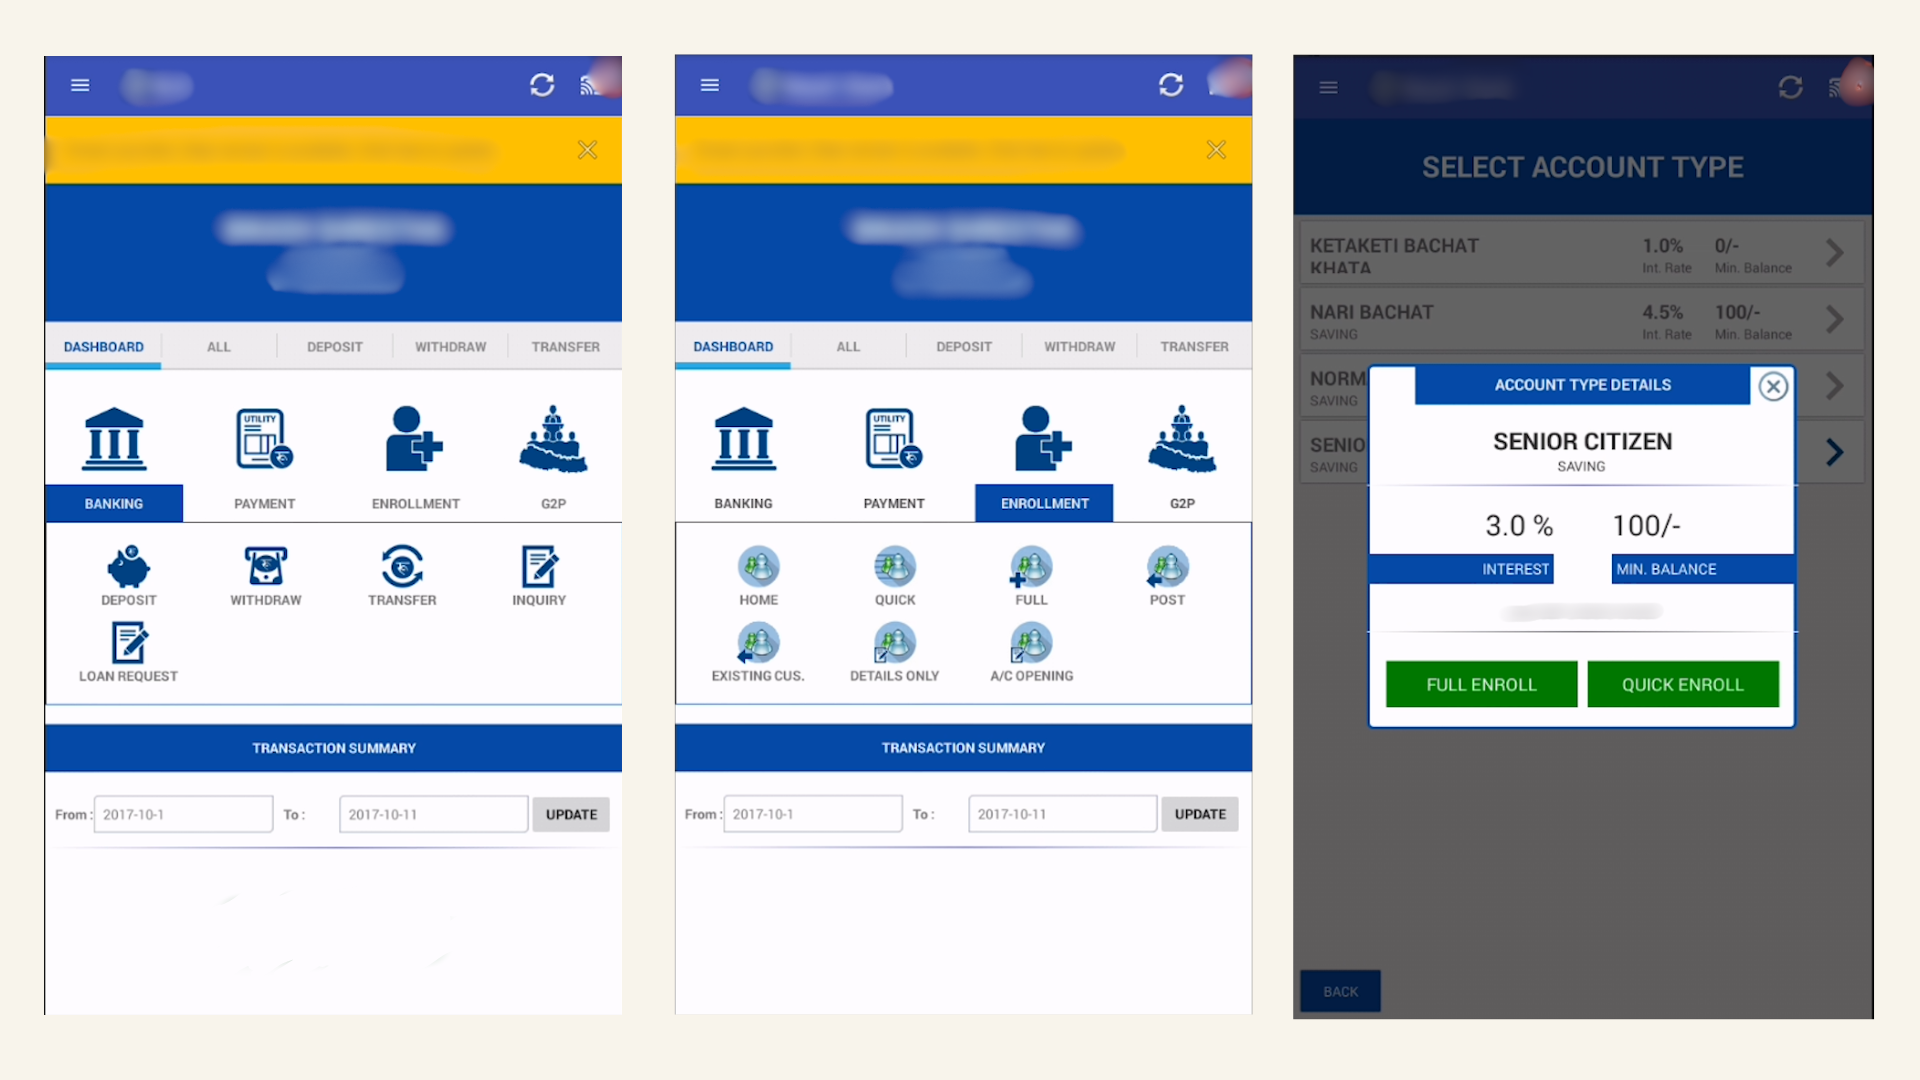 DASHBOARD ALL DEPOSIT WITHDRAW TRANSFER
UTILITY
BANKING PAYMENT ENROLLMENT G2P
DEPOSIT WITHDRAW TRANSFER INQUIRY
LOAN REQUEST
TRANSACTION SUMMARY
From : 2017-10-1 To : 2017-10-11 UPDATE
DASHBOARD ALL DEPOSIT WITHDRAW TRANSFER
UTILITY
BANKING PAYMENT ENROLLMENT G2P
HOME QUICK FULL POST
EXISTING CUS. DETAILS ONLY A/C OPENING
TRANSACTION SUMMARY
From : 2017-10-1 To : 2017-10-11 UPDATE
SELECT ACCOUNT TYPE
KETAKETI BACHAT 1.0% 0/-
KHATA Int. Rate Min. Balance
NARI BACHAT 4.5% 100/-
SAVING Int. Rate Min. Balance
NORM
SAVING
SENIO
SAVING
ACCOUNT TYPE DETAILS
SENIOR CITIZEN
SAVING
3.0 % 100/-
INTEREST MIN. BALANCE
FULL ENROLL QUICK ENROLL
BACK